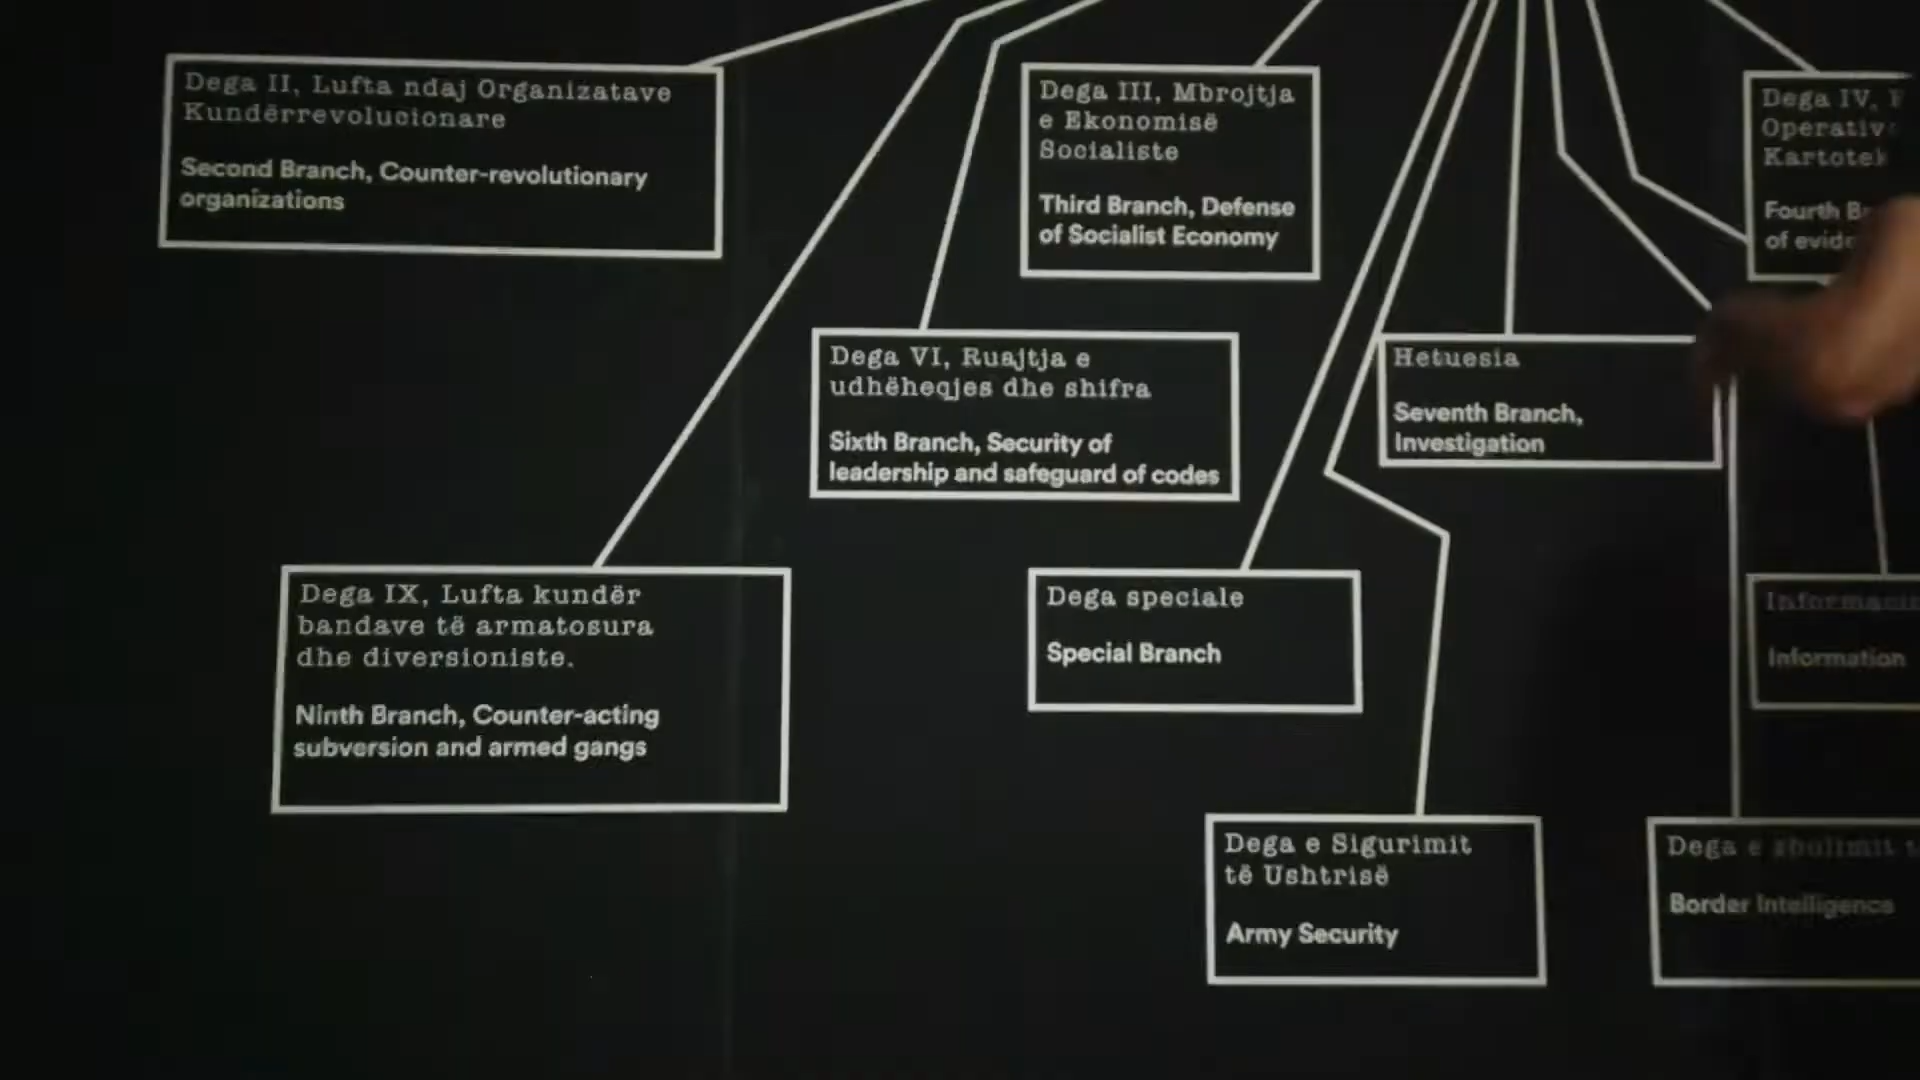 Dega II, Lufta ndaj Organizatave
Kundërrevolucionare
Second Branch, Counter-revolutionary
organizations
Dega III, Mbrojtja
e Ekonomisë
Socialiste
Third Branch, Defense
of Socialist Economy
Dega IV,
Fourth
of
Dega VI, Ruajtja e
udhëheqjes dhe shifra
Sixth Branch, Security of
leadership and safeguard of codes
Hetuesia
Seventh Branch,
Investigation
Dega IX, Lufta kundër
bandave të armatosura
dhe diversioniste.
Ninth Branch, Counter-acting
subversion and armed gangs
Dega speciale
Special Branch
Information
Dega e Sigurimit
të Ushtrisë
Army Security
Dega e
Border Intelligence